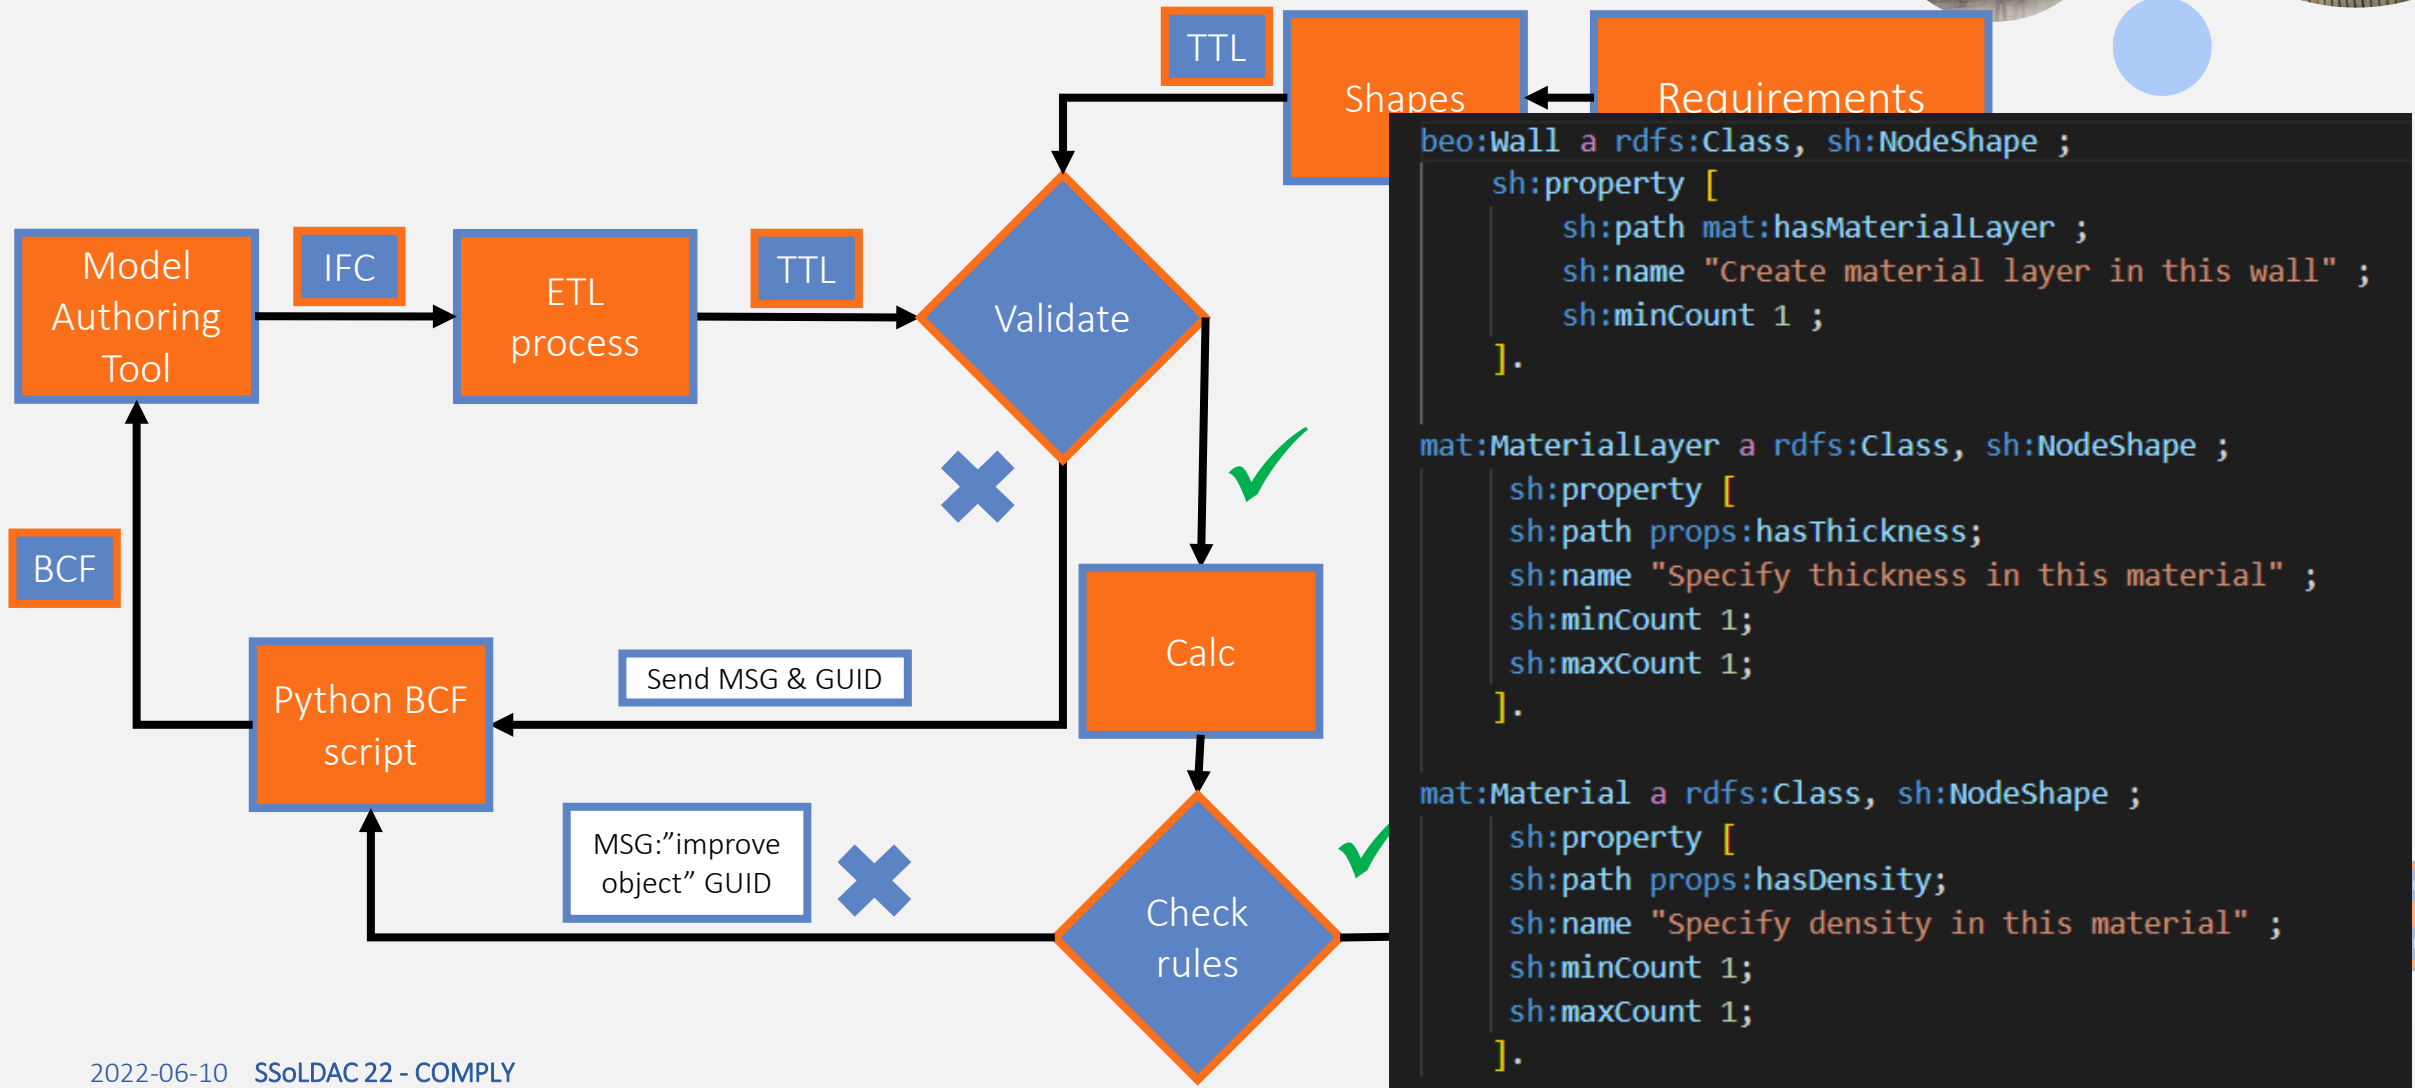 TTL
Shapes
Requirements
Model
Authoring
Tool
IFC
ETL
process
TTL
Validate
BCF
Python BCF
script
Send MSG & GUID
Calc
MSG:”improve
object” GUID
Check
rules
beo:Wall a rdfs:Class, sh:NodeShape ;
sh:property [
sh:path mat:hasMaterialLayer ;
sh:name "Create material layer in this wall" ;
sh:minCount 1 ;
].
mat:MaterialLayer a rdfs:Class, sh:NodeShape ;
sh:property [
sh:path props:hasThickness;
sh:name "Specify thickness in this material" ;
sh:minCount 1;
sh:maxCount 1;
].
mat:Material a rdfs:Class, sh:NodeShape ;
sh:property [
sh:path props:hasDensity;
sh:name "Specify density in this material" ;
sh:minCount 1;
sh:maxCount 1;
].
2022-06-10 SSoLDAC 22 - COMPLY